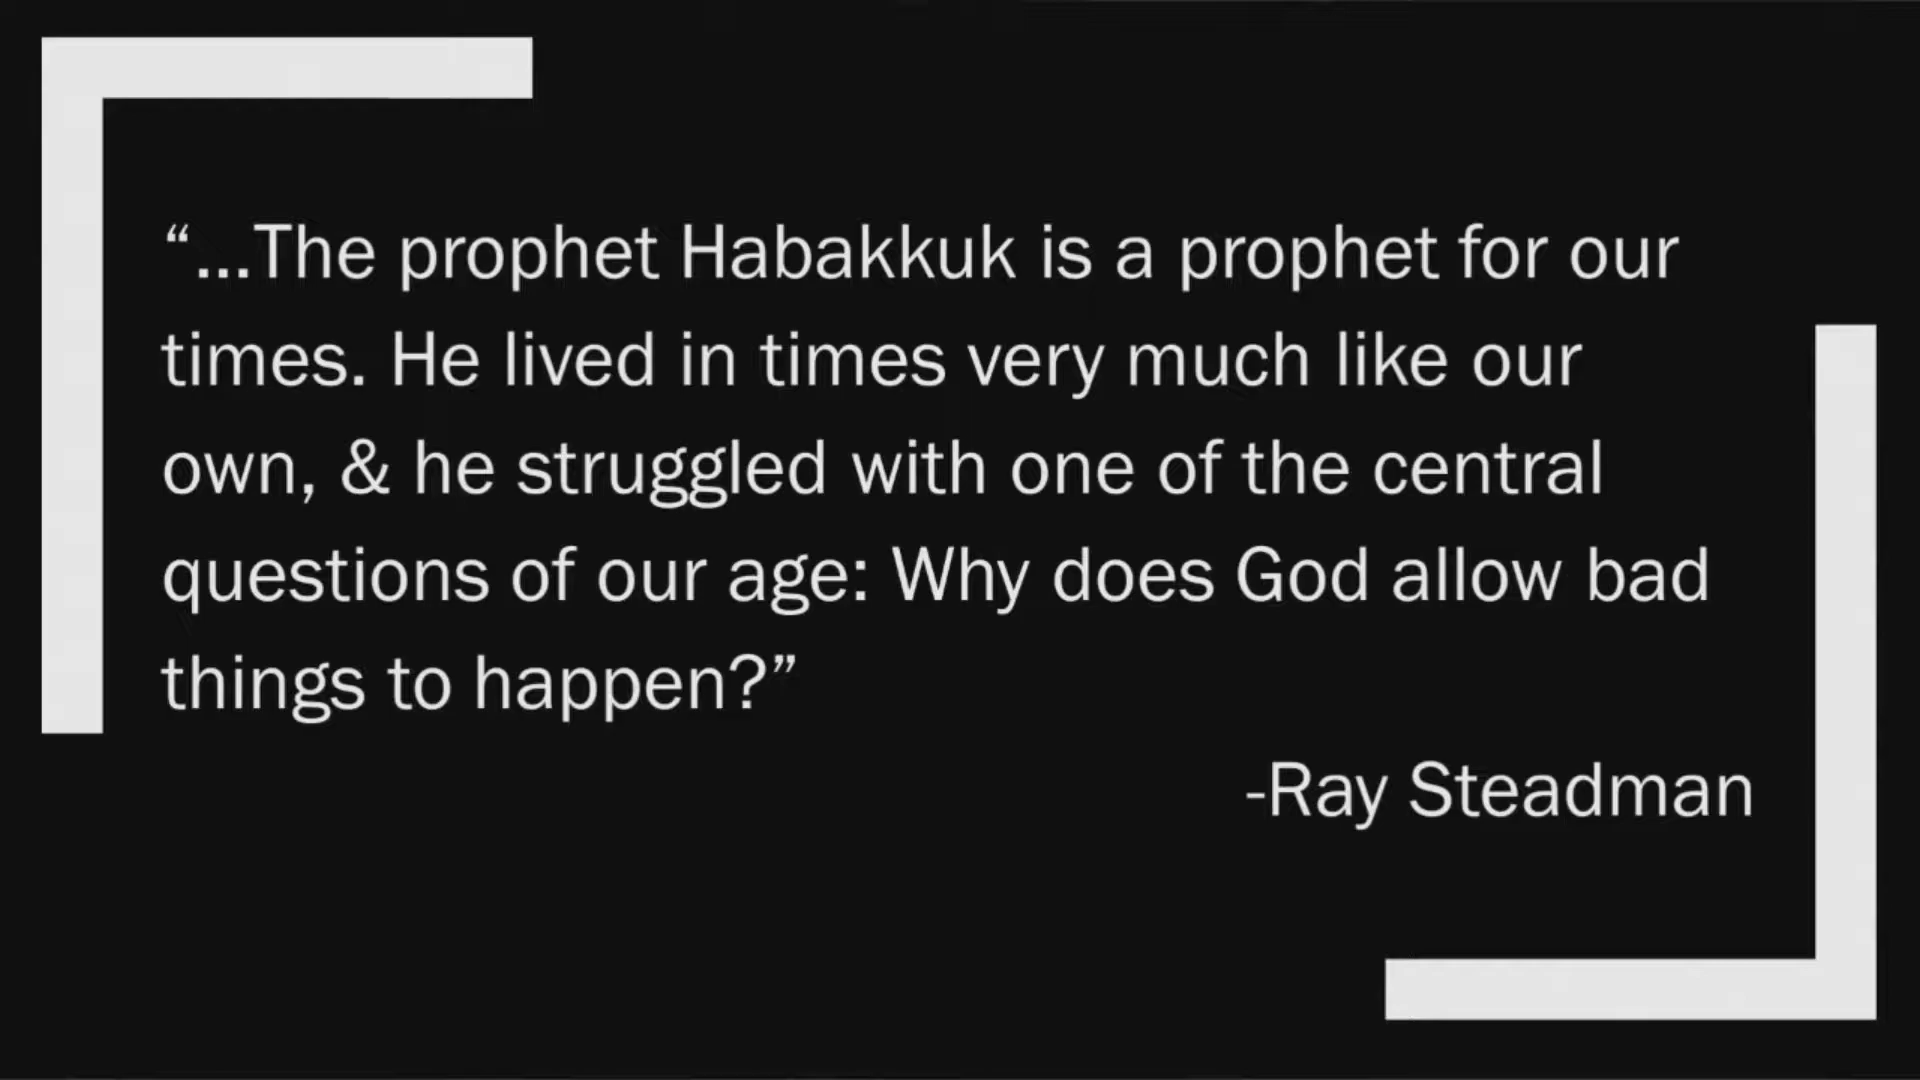 “...The prophet Habakkuk is a prophet for our
times. He lived in times very much like our
own, & he struggled with one of the central
questions of our age: Why does God allow bad
things to happen?”
-Ray Steadman